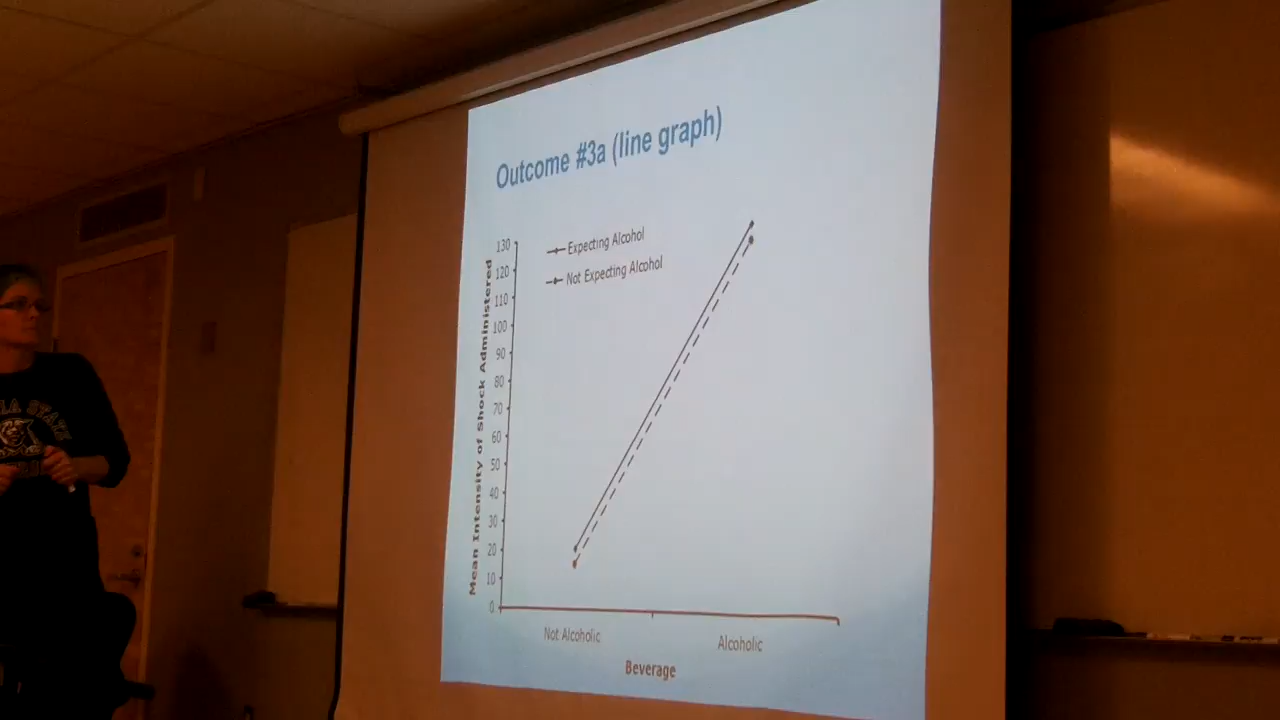 Outcome #3a (line graph)
Expecting Alcohol
Not Expecting Alcohol
130
120
110
100
90
80
70
60
50
40
30
20
10
0
Mean Intensity of Shock Administered
Not Alcoholic
Alcoholic
Beverage
STATE